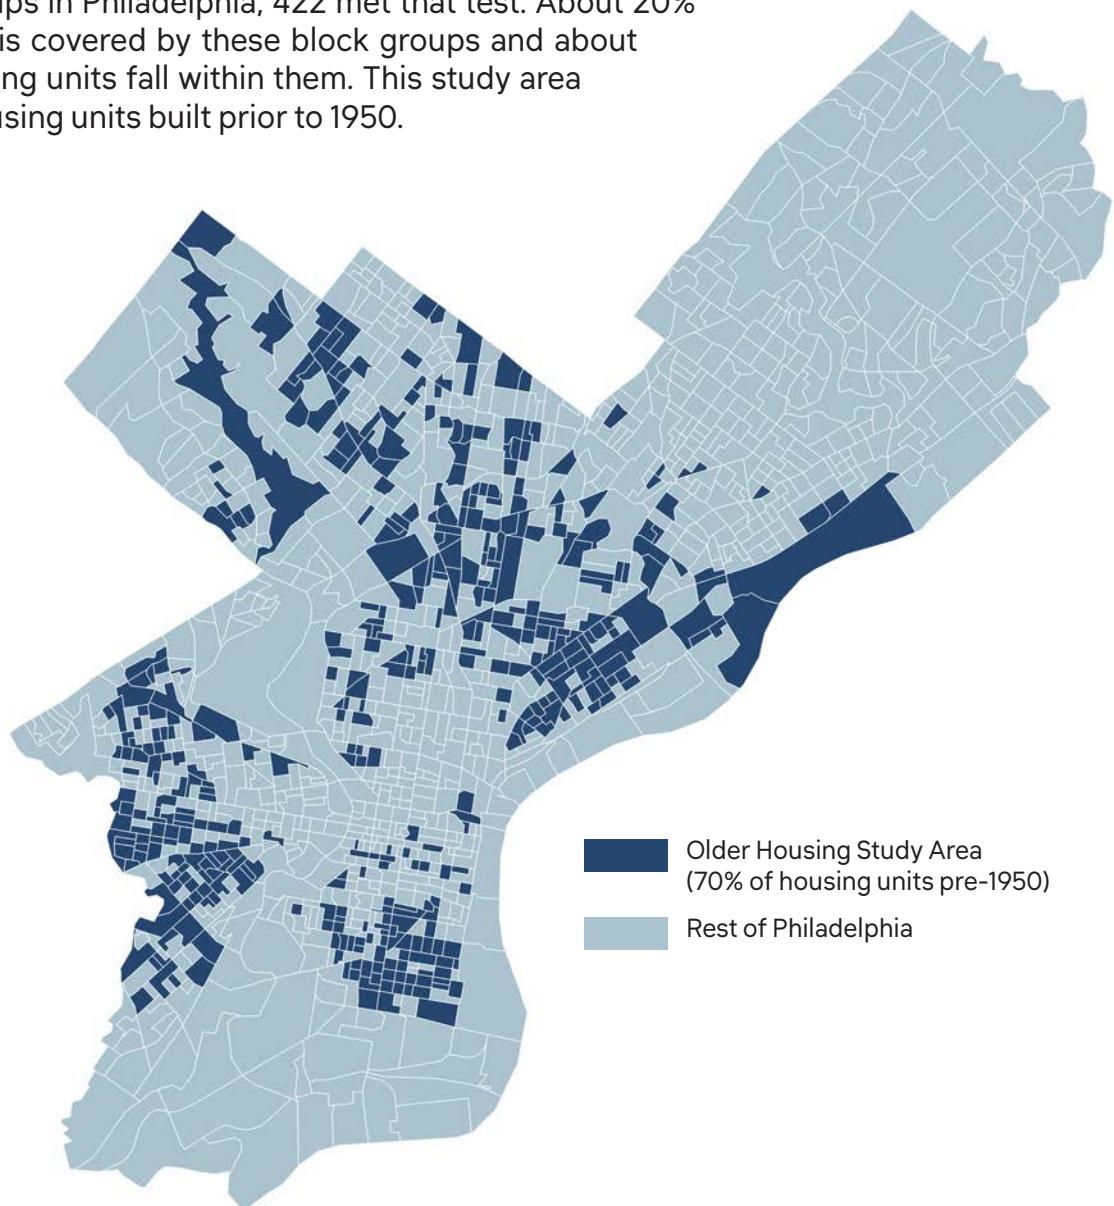 ups in Philadelphia, 422 met that test. About 20%
is covered by these block groups and about
ng units fall within them. This study area
using units built prior to 1950.
Older Housing Study Area
(70% of housing units pre-1950)
Rest of Philadelphia